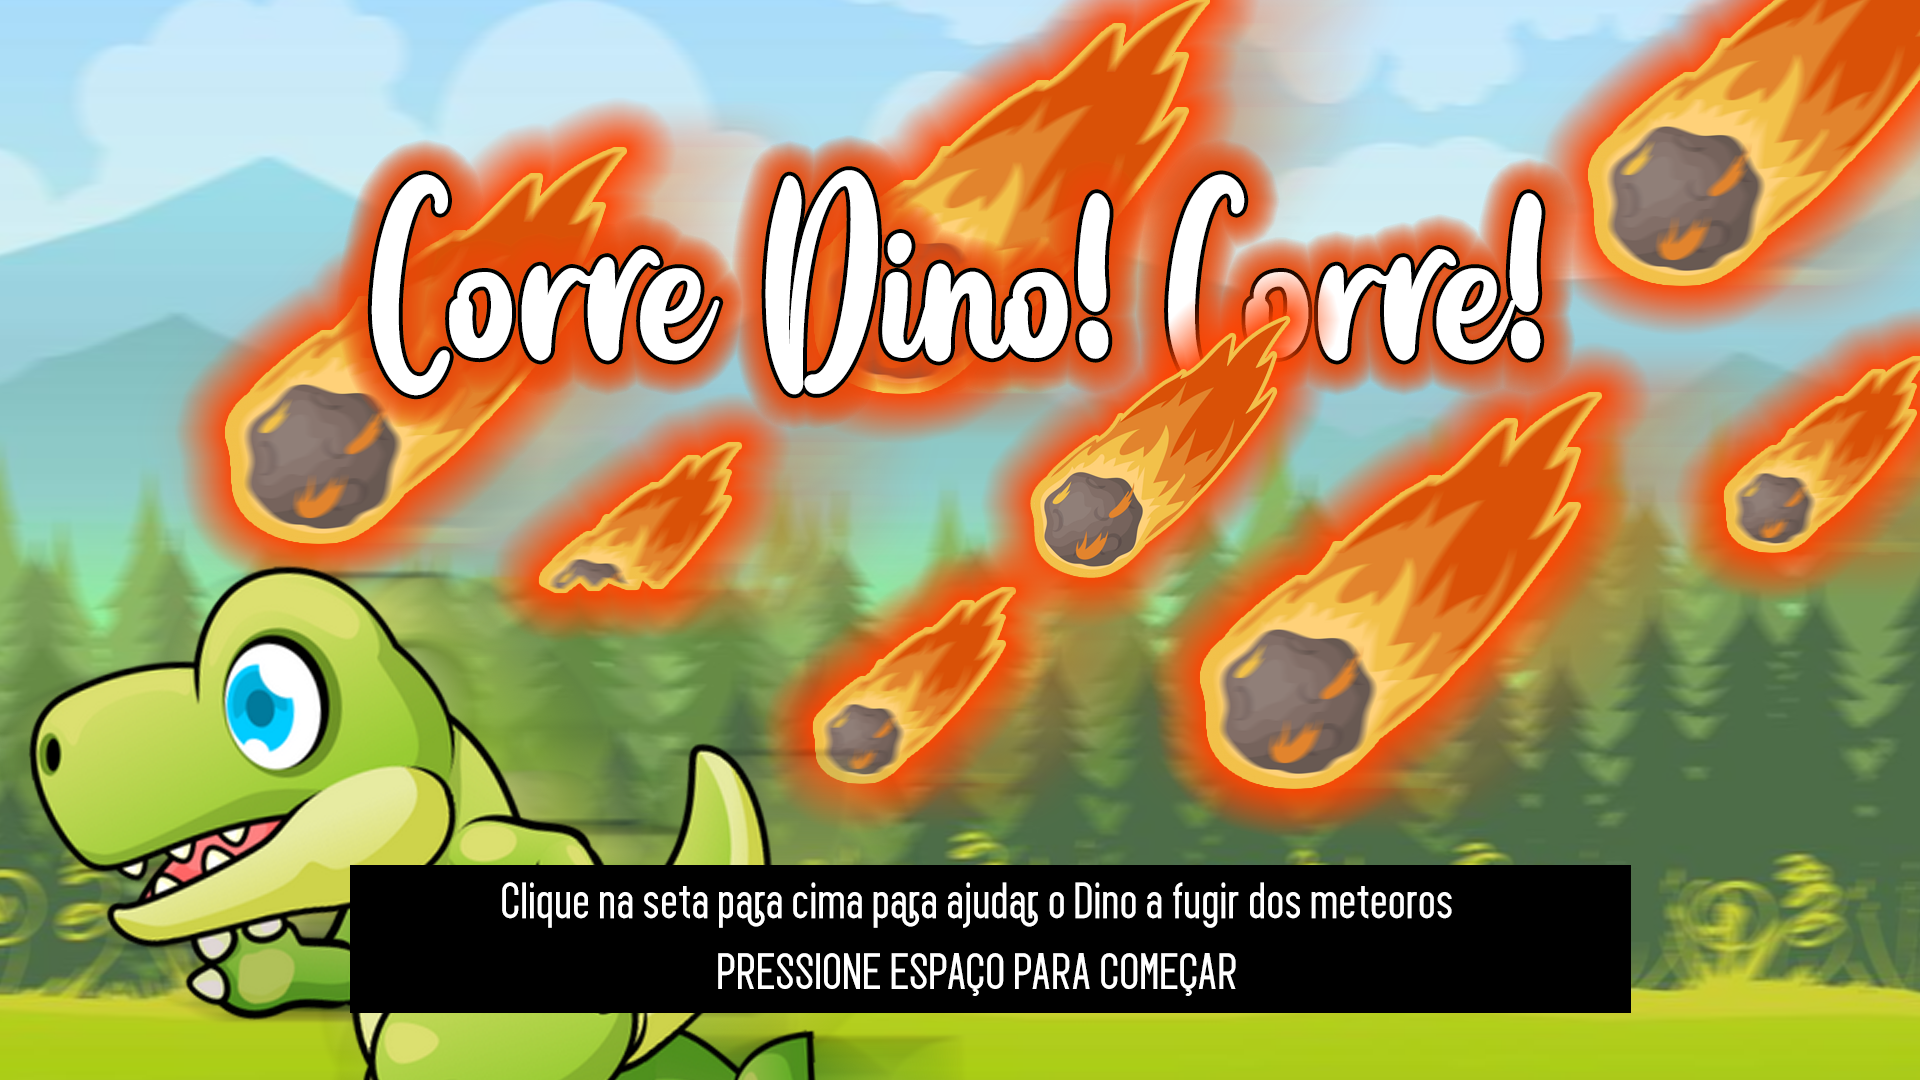 Corre Dino! Corre!
Clique na seta para cima para ajudar o Dino a fugir dos meteoros
PRESSIONE ESPAÇO PARA COMEÇAR